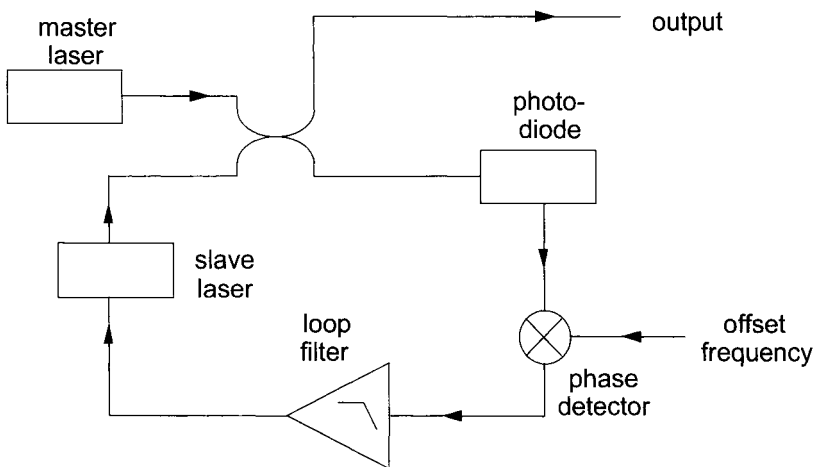 master
laser
output
photo-
diode
slave
laser
loop
filter
offset
frequency
phase
detector